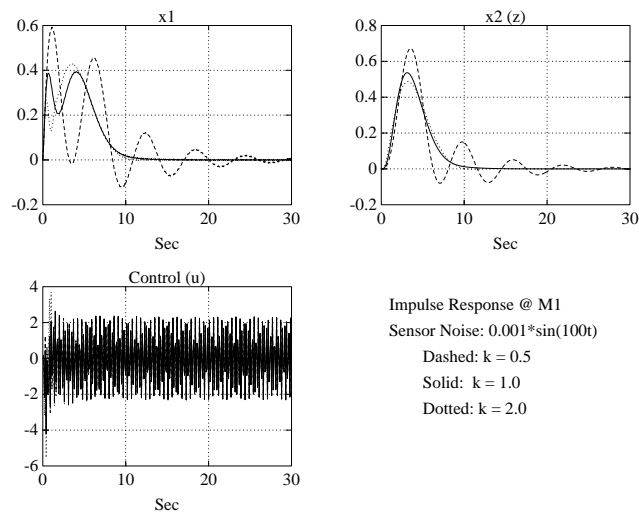 x1
0.6
0.4
0.2
0
-0.2
0
10
20
30
Sec
x2 (z)
0.8
0.6
0.4
0.2
0
-0.2
0
10
20
30
Sec
Control (u)
4
2
0
-2
-4
-6
0
10
20
30
Sec
Impulse Response @ M1
Sensor Noise: 0.001*sin(100t)
Dashed: k = 0.5
Solid: k = 1.0
Dotted: k = 2.0